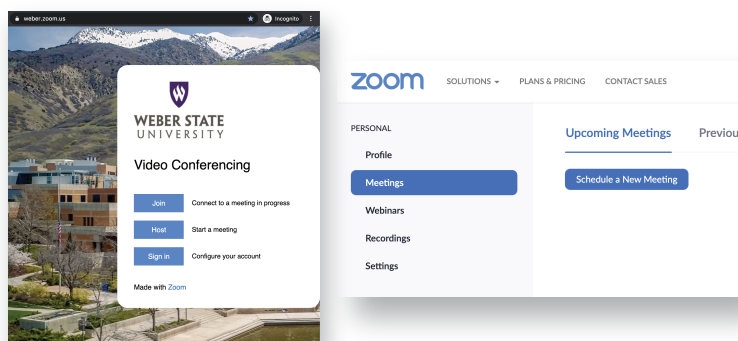 weber.zoom.us
Incognito
W
WEBER STATE
UNIVERSITY
Video Conferencing
Join Connect to a meeting in progress
Host Start a meeting
Sign in Configure your account
Made with Zoom
zoom SOLUTIONS PLANS & PRICING CONTACT SALES
PERSONAL
Profile
Meetings
Webinars
Recordings
Settings
Upcoming Meetings Previou
Schedule a New Meeting